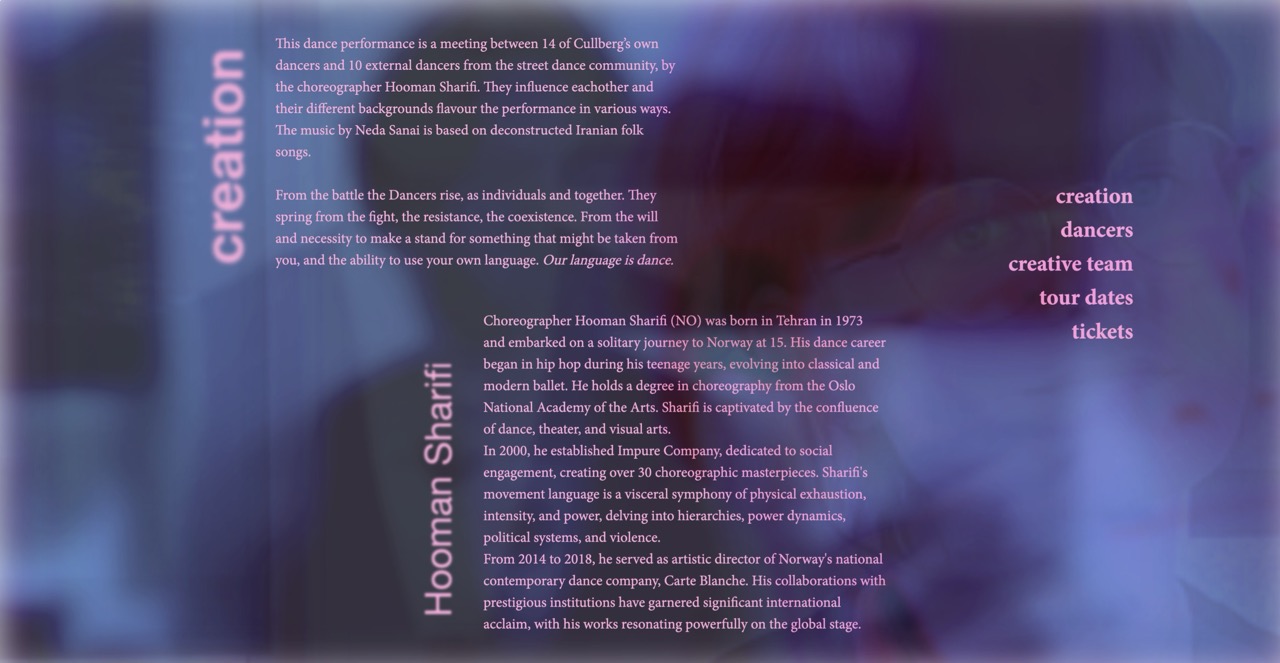 creation
This dance performance is a meeting between 14 of Cullberg's own
dancers and 10 external dancers from the street dance community, by
the choreographer Hooman Sharifi. They influence eachother and
their different backgrounds flavour the performance in various ways.
The music by Neda Sanai is based on deconstructed Iranian folk
songs.
From the battle the Dancers rise, as individuals and together. They
spring from the fight, the resistance, the coexistence. From the will
and necessity to make a stand for something that might be taken from
you, and the ability to use your own language. Our language is dance.
Hooman Sharifi
Choreographer Hooman Sharifi (NO) was born in Tehran in 1973
and embarked on a solitary journey to Norway at 15. His dance career
began in hip hop during his teenage years, evolving into classical and
modern ballet. He holds a degree in choreography from the Oslo
National Academy of the Arts. Sharifi is captivated by the confluence
of dance, theater, and visual arts.
In 2000, he established Impure Company, dedicated to social
engagement, creating over 30 choreographic masterpieces. Sharifi's
movement language is a visceral symphony of physical exhaustion,
intensity, and power, delving into hierarchies, power dynamics,
political systems, and violence.
From 2014 to 2018, he served as artistic director of Norway's national
contemporary dance company, Carte Blanche. His collaborations with
prestigious institutions have garnered significant international
acclaim, with his works resonating powerfully on the global stage.
creation
dancers
creative team
tour dates
tickets